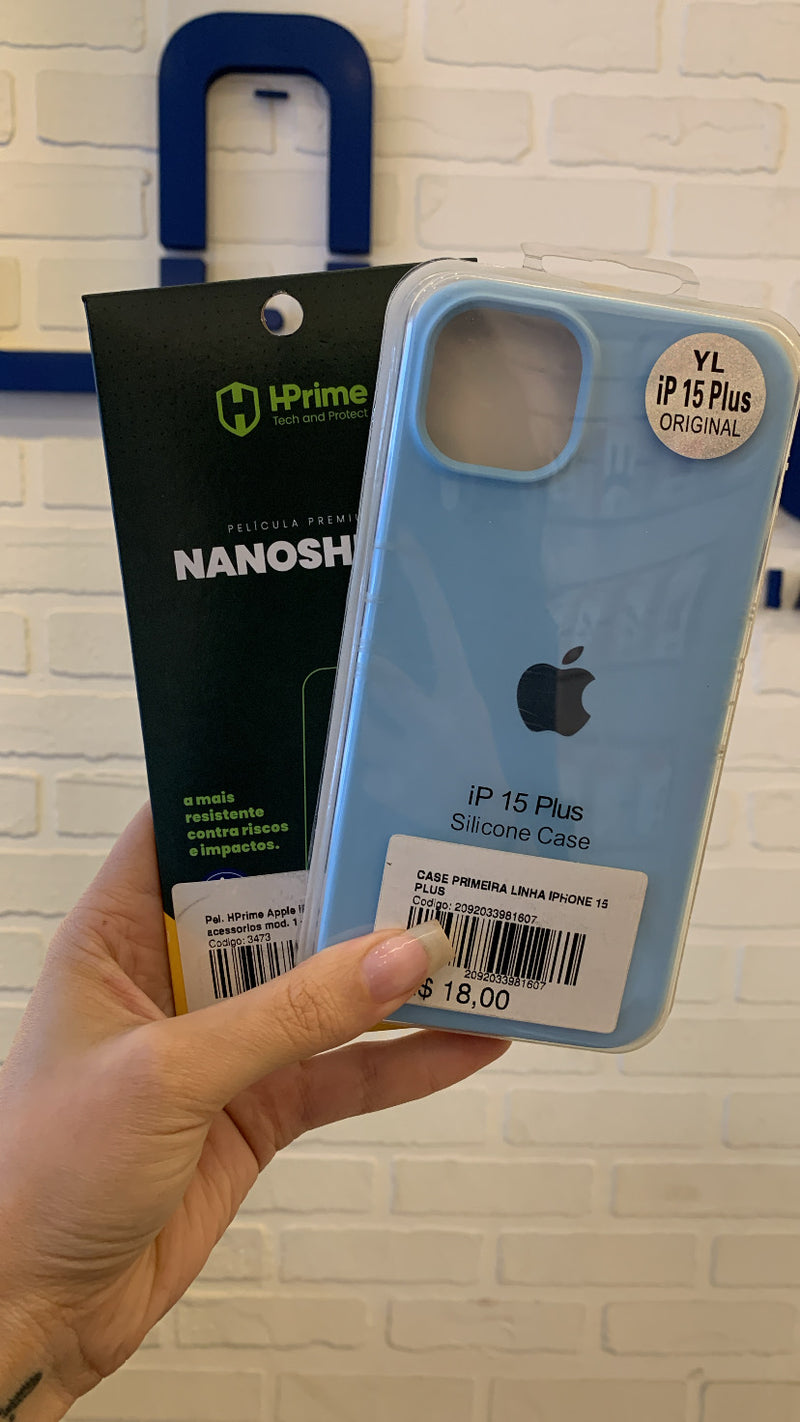 HPrime
Tech and Protect
PELÍCULA
NANOSH
a mais
resistente
contra riscos
e impactos.
Pel. HPrime Apple
acessorios mod. 1
Codigo: 3473
YL
iP 15 Plus
ORIGINAL
iP 15 Plus
Silicone Case
CASE PRIMEIRA LINHA IPHONE 15
PLUS
Codigo: 2092033981607
2092033981607
$ 18,00